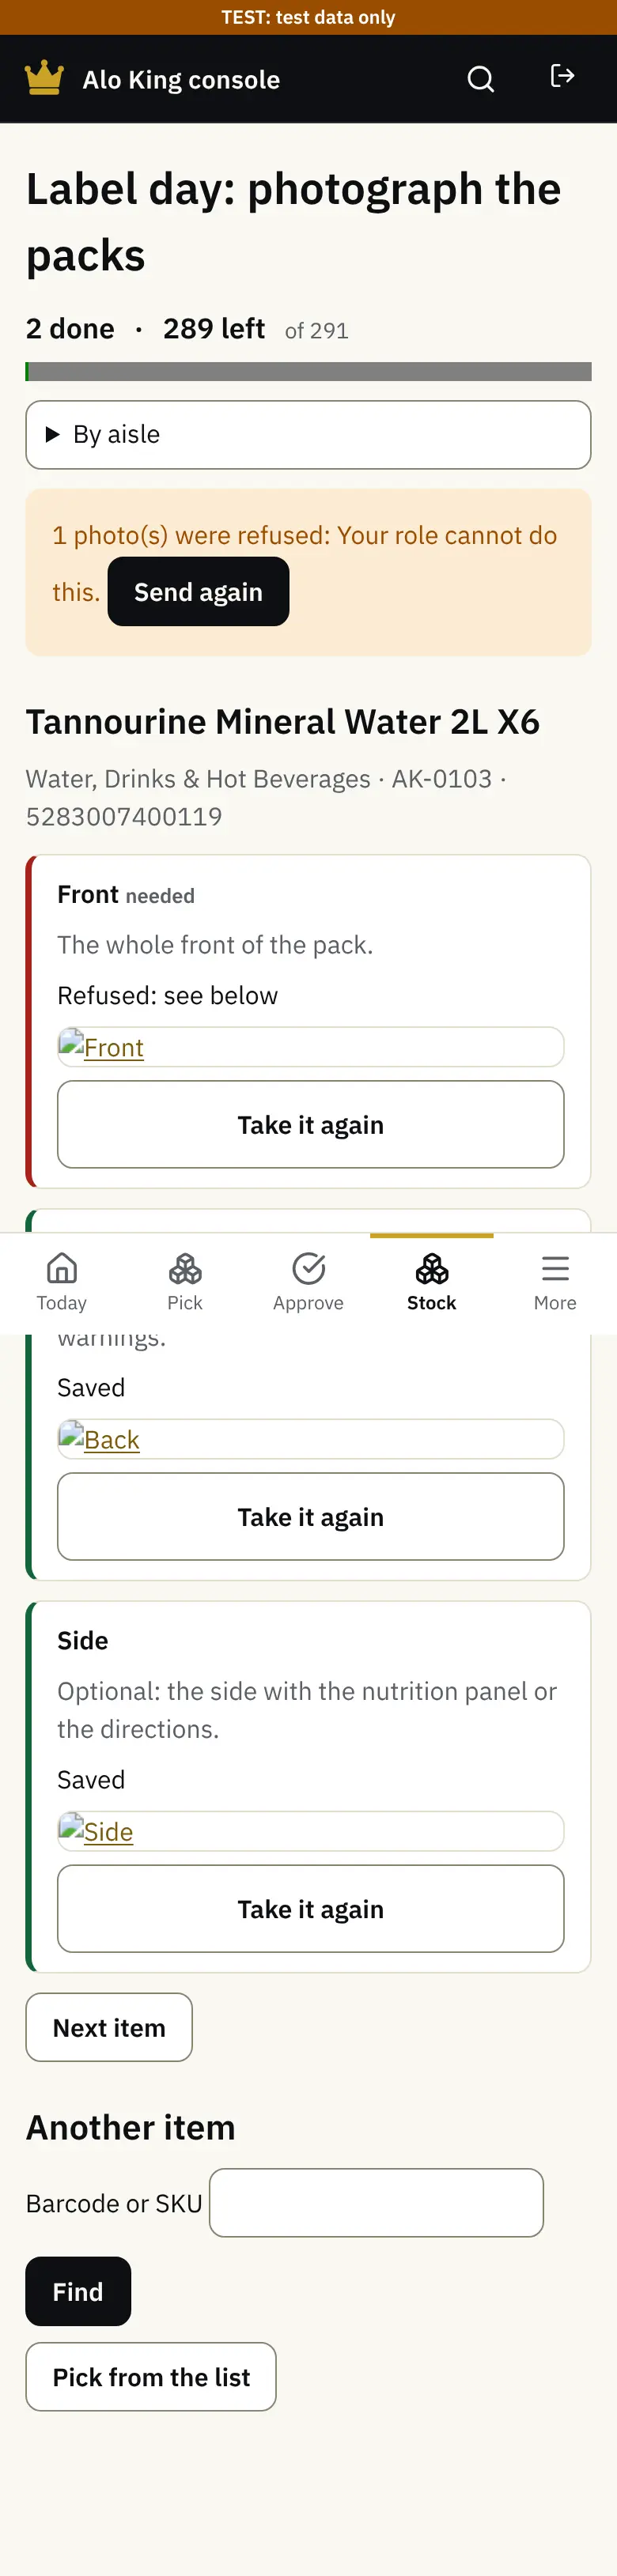 TEST: test data only
Alo King console
Label day: photograph the
packs
2 done · 289 left of 291
By aisle
1 photo(s) were refused: Your role cannot do
this. Send again
Tannourine Mineral Water 2L X6
Water, Drinks & Hot Beverages · AK-0103 ·
5283007400119
Front needed
The whole front of the pack.
Refused: see below
Front
Take it again
Today Pick Approve Stock More
warnings.
Saved
Back
Take it again
Side
Optional: the side with the nutrition panel or
the directions.
Saved
Side
Take it again
Next item
Another item
Barcode or SKU
Find
Pick from the list